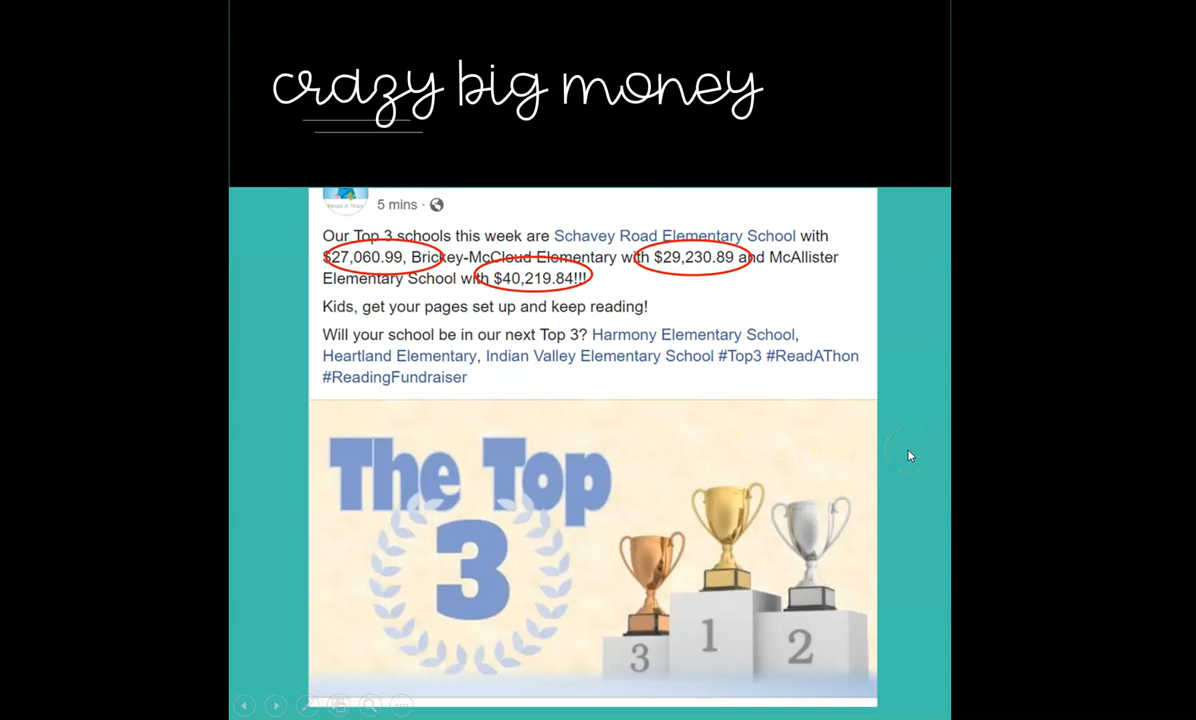 crazy big money
Read A Thon
5 mins ·
Our Top 3 schools this week are Schavey Road Elementary School with
$27,060.99, Brickey-McCloud Elementary with $29,230.89 and McAllister
Elementary School with $40,219.84!!!
Kids, get your pages set up and keep reading!
Will your school be in our next Top 3? Harmony Elementary School,
Heartland Elementary, Indian Valley Elementary School #Top3 #ReadAThon
#ReadingFundraiser
The Top
3
3 1 2